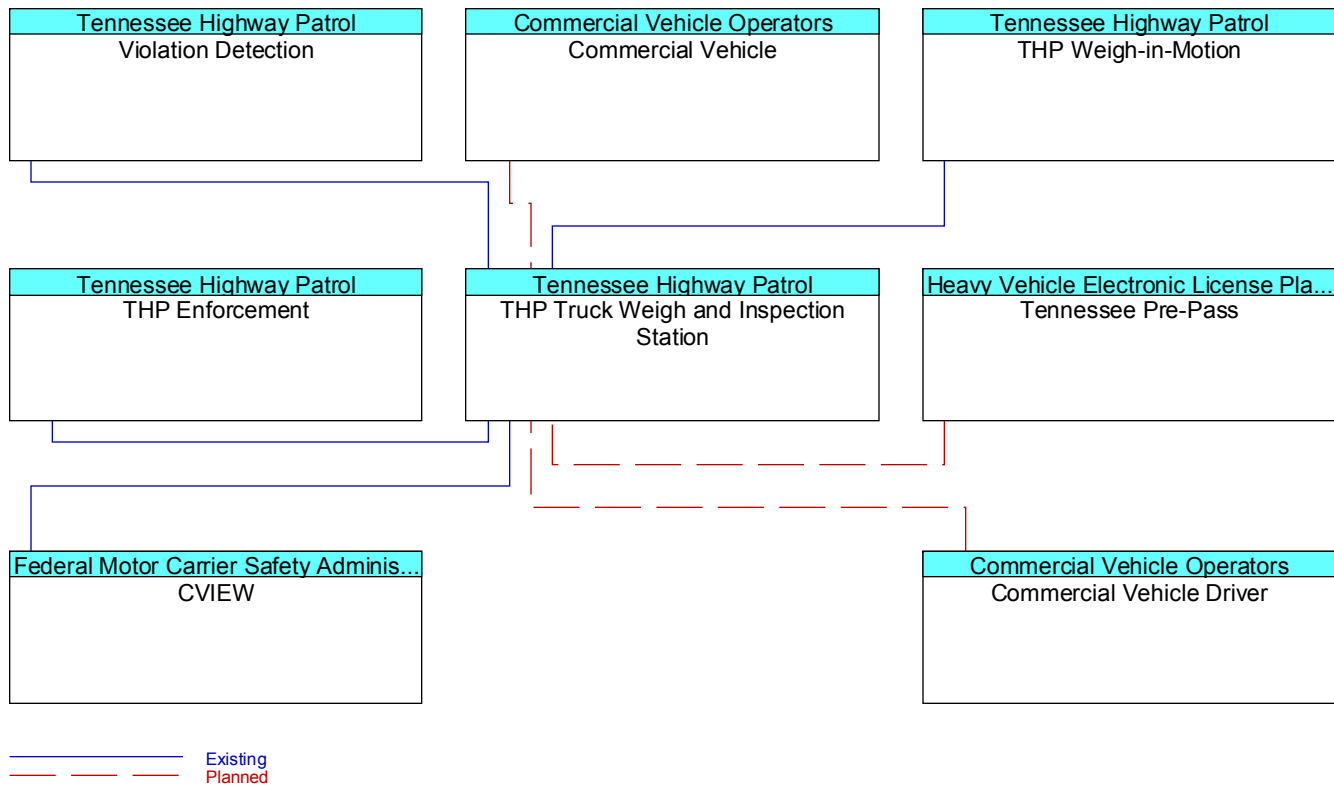 Tennessee Highway Patrol
Violation Detection
Commercial Vehicle Operators
Commercial Vehicle
Tennessee Highway Patrol
THP Weigh-in-Motion
Tennessee Highway Patrol
THP Enforcement
Tennessee Highway Patrol
THP Truck Weigh and Inspection
Station
Heavy Vehicle Electronic License Pla...
Tennessee Pre-Pass
Federal Motor Carrier Safety Adminis...
CVIEW
Commercial Vehicle Operators
Commercial Vehicle Driver
Existing
Planned